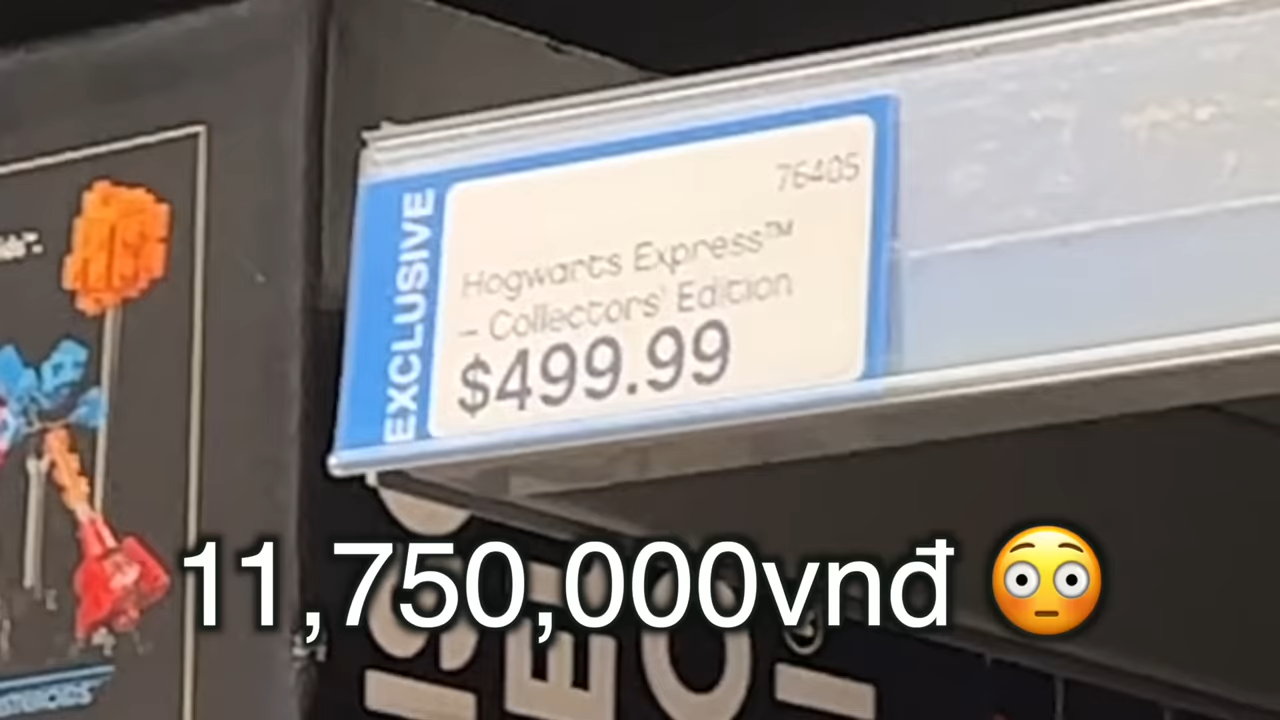 EXCLUSIVE
76405
Hogwarts Express™
– Collectors' Edition
$499.99
11,750,000vnđ 😳